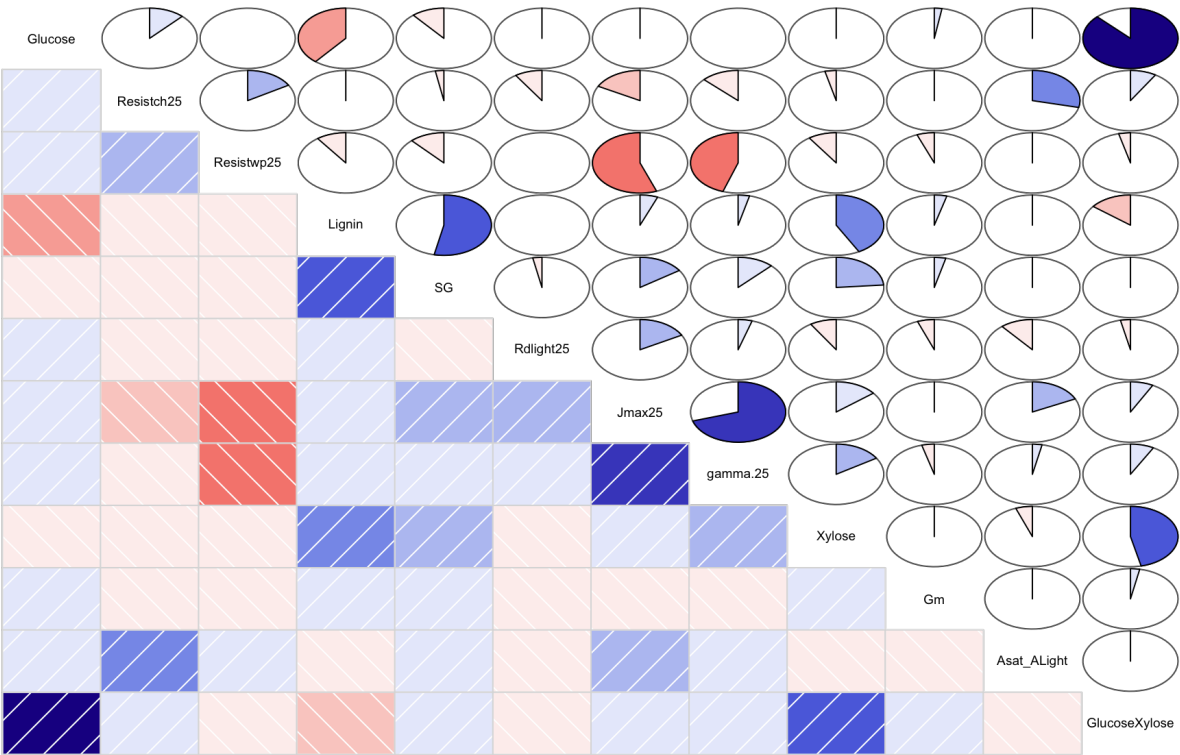 Glucose
Resistch25
Resistwp25
Lignin
SG
Rdlight25
Jmax25
gamma.25
Xylose
Gm
Asat_ALight
GlucoseXylose